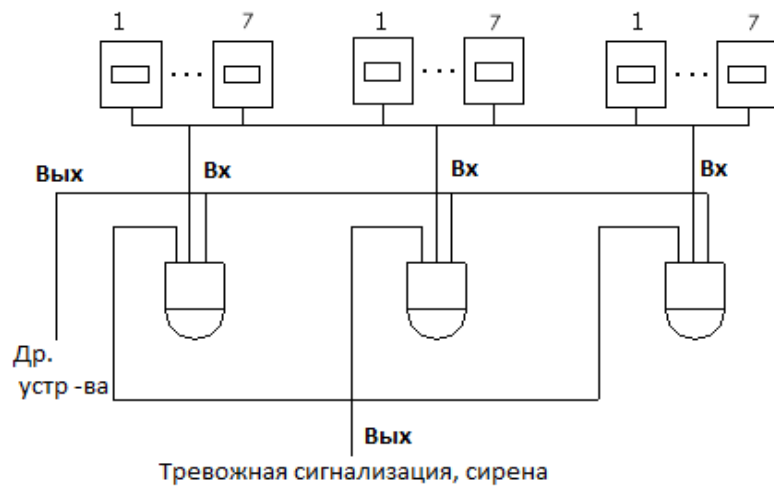 1 7 1 7 1 7
Вых Вх Вх Вх
Др.
устр -ва
Вых
Тревожная сигнализация, сирена